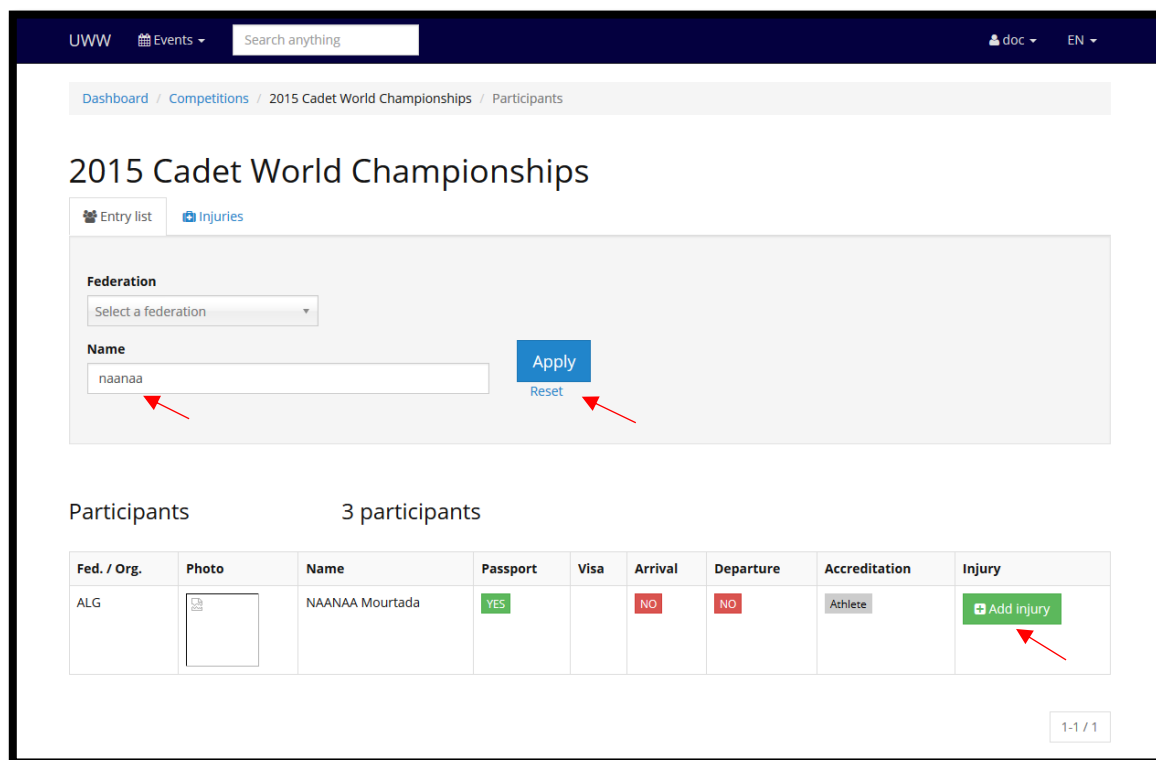 UWW Events Search anything doc EN
Dashboard / Competitions / 2015 Cadet World Championships / Participants
2015 Cadet World Championships
Entry list Injuries
Federation
Select a federation
Name
naanaa
Apply
Reset
Participants 3 participants
Fed. / Org. Photo Name Passport Visa Arrival Departure Accreditation Injury
ALG NAANAA Mourtada YES NO NO Athlete Add injury
1-1 / 1